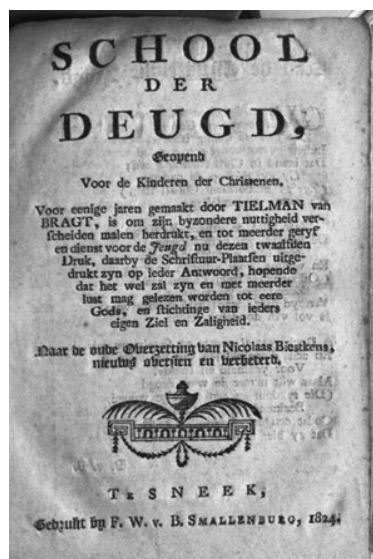 SCHOOL
DER
DEUGD,
Geopend
Voor de Kinderen der Christenen.
Voor eenige jaren gemaakt door TIELMAN van
BRAGT, is om zijn byzondere nuttigheid ver-
scheiden malen herdrukt, en tot meerder geryf
en dienst voor de Jeugd nu dezen twaalfden
Druk, daarby de Schriftuur-Plaatsen uitge-
drukt zyn op ieder Antwoord, hopende
dat het wel zal zyn en met meerder
lust mag gelezen worden tot eere
Gods, en stichtinge van ieders
eigen Ziel en Zaligheid.
Naar de oude Overzetting van Nicolaas Biestkens,
nieuws oversien en verbeterd.
TE SNEEK,
Gedrukt by F. W. v. B. SMALLENBURG, 1824.